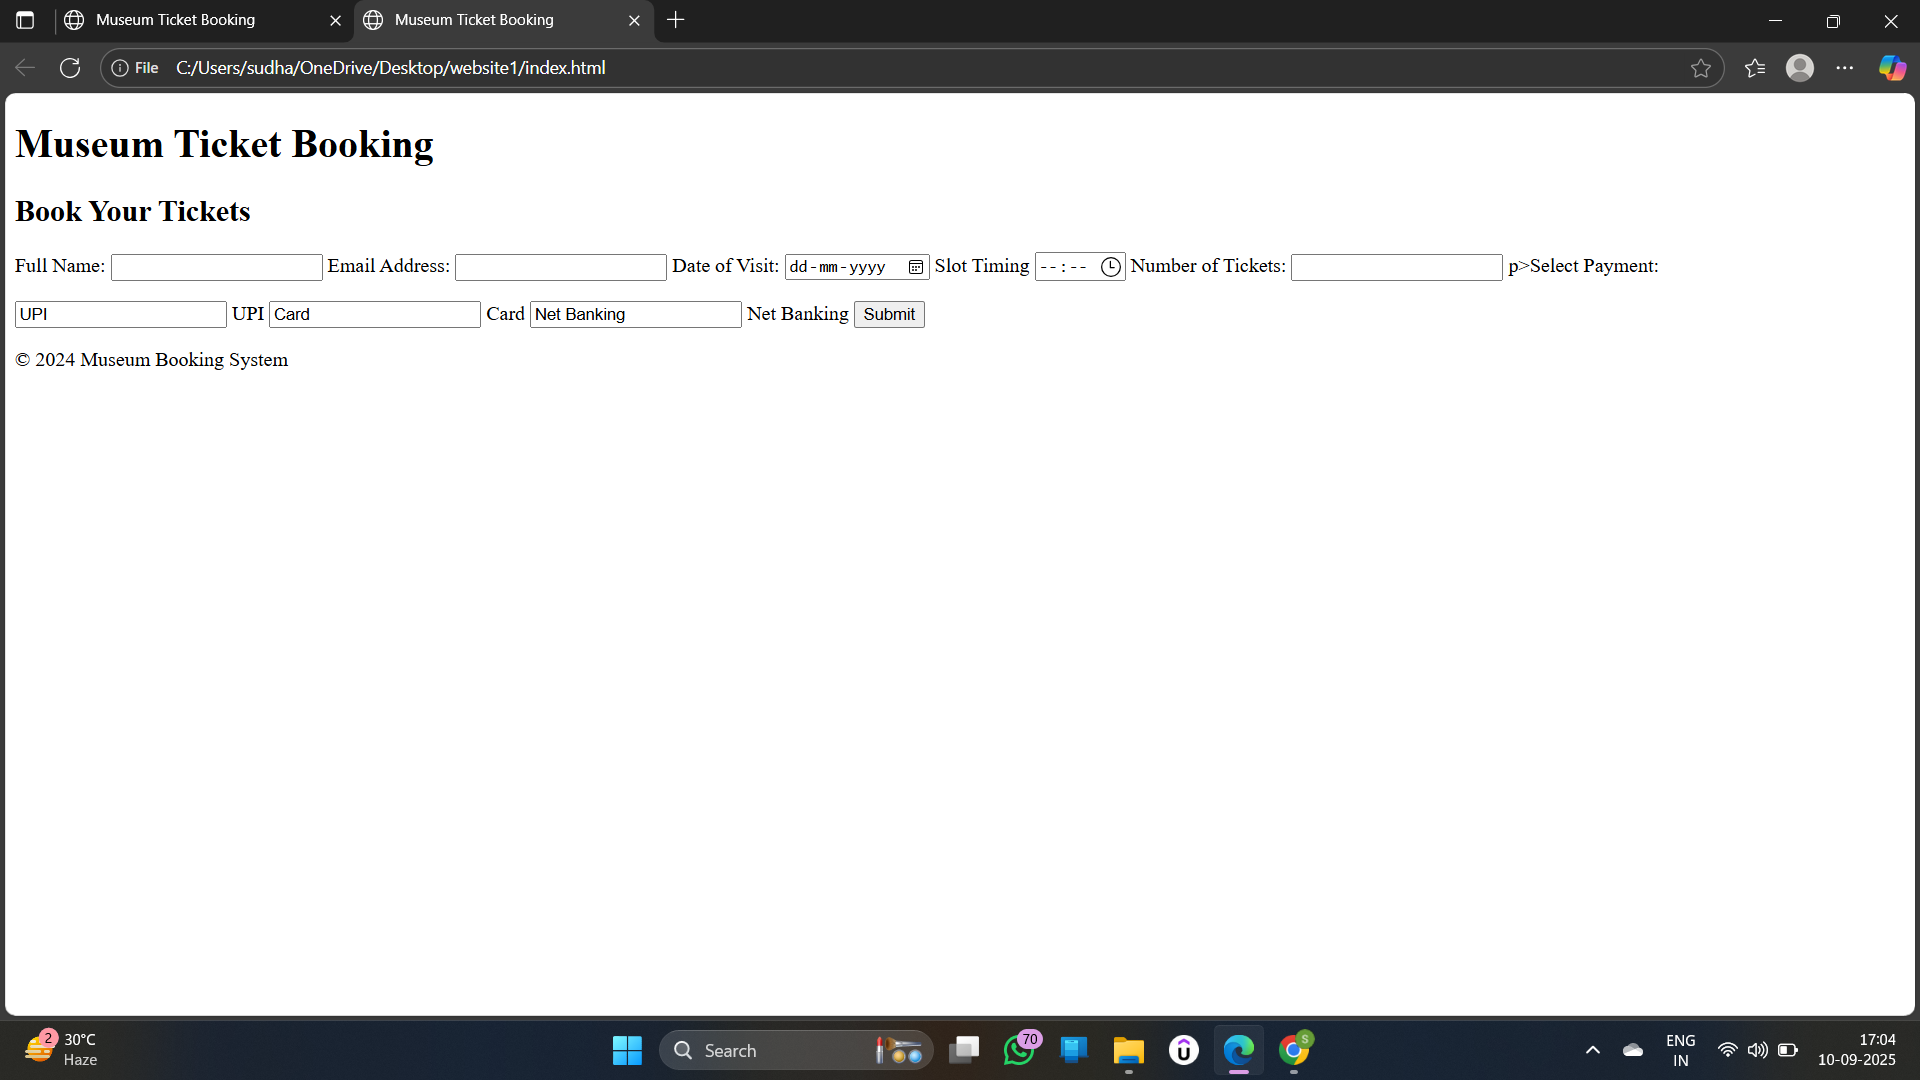 Museum Ticket Booking
Museum Ticket Booking
File C:/Users/sudha/OneDrive/Desktop/website1/index.html
Museum Ticket Booking
Book Your Tickets
Full Name: Email Address: Date of Visit: dd-mm-yyyy Slot Timing --:-- Number of Tickets: p>Select Payment:
UPI UPI Card Card Net Banking Net Banking Submit
© 2024 Museum Booking System
2 30°C
Haze
Search
70
S
ENG
IN
17:04
10-09-2025